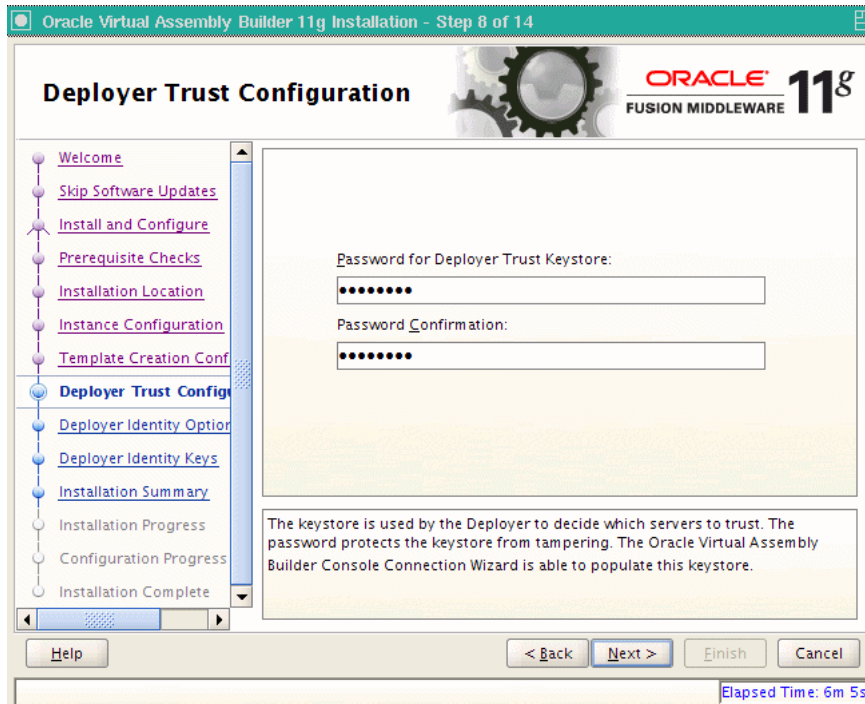 Oracle Virtual Assembly Builder 11g Installation - Step 8 of 14
Deployer Trust Configuration
ORACLE
FUSION MIDDLEWARE 11g
Welcome
Skip Software Updates
Install and Configure
Prerequisite Checks
Installation Location
Instance Configuration
Template Creation Conf
Deployer Trust Config
Deployer Identity Option
Deployer Identity Keys
Installation Summary
Installation Progress
Configuration Progress
Installation Complete
Password for Deployer Trust Keystore:
••••••••
Password Confirmation:
••••••••
The keystore is used by the Deployer to decide which servers to trust. The
password protects the keystore from tampering. The Oracle Virtual Assembly
Builder Console Connection Wizard is able to populate this keystore.
Help
< Back Next > Finish Cancel
Elapsed Time: 6m 5s